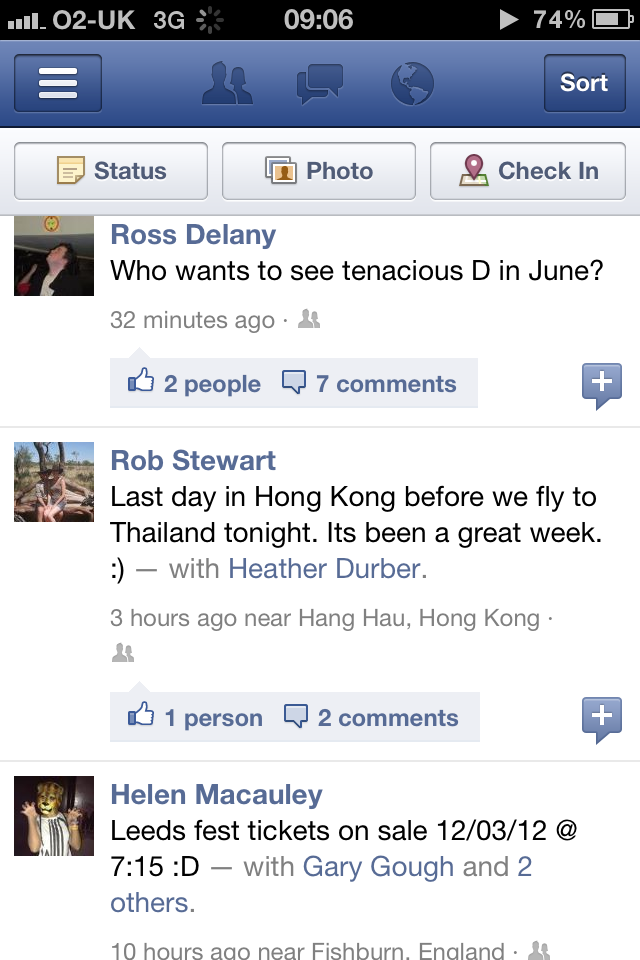 O2-UK 3G 09:06 74%
Sort
Status Photo Check In
Ross Delany
Who wants to see tenacious D in June?
32 minutes ago ·
2 people 7 comments
Rob Stewart
Last day in Hong Kong before we fly to
Thailand tonight. Its been a great week.
:) — with Heather Durber.
3 hours ago near Hang Hau, Hong Kong ·
1 person 2 comments
Helen Macauley
Leeds fest tickets on sale 12/03/12 @
7:15 :D — with Gary Gough and 2
others.
10 hours ago near Fishburn, England ·